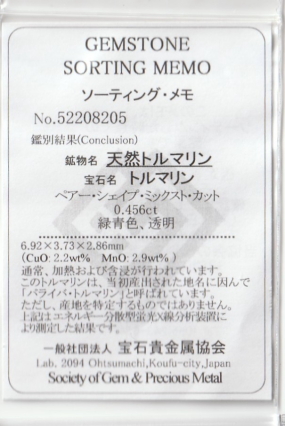 GEMSTONE
SORTING MEMO
ソーティング・メモ
No.52208205
鑑別結果(Conclusion)
鉱物名 天然トルマリン
宝石名 トルマリン
ペアー・シェイプ・ミックスト・カット
0.456ct
緑青色、透明
6.92×3.73×2.86mm
(CuO: 2.2wt% MnO: 2.9wt% )
通常、加熱および含浸が行われています。
このトルマリンは、当初産出された地名に因んで
「パライバ・トルマリン」と呼ばれています。
ただし、産地を特定するものではありません。
上記はエネルギー分散型蛍光X線分析装置に
より測定した結果です。
一般社団法人 宝石貴金属協会
Lab. 2094 Ohtsumachi,Koufu-city,Japan
Society of Gem & Precious Metal